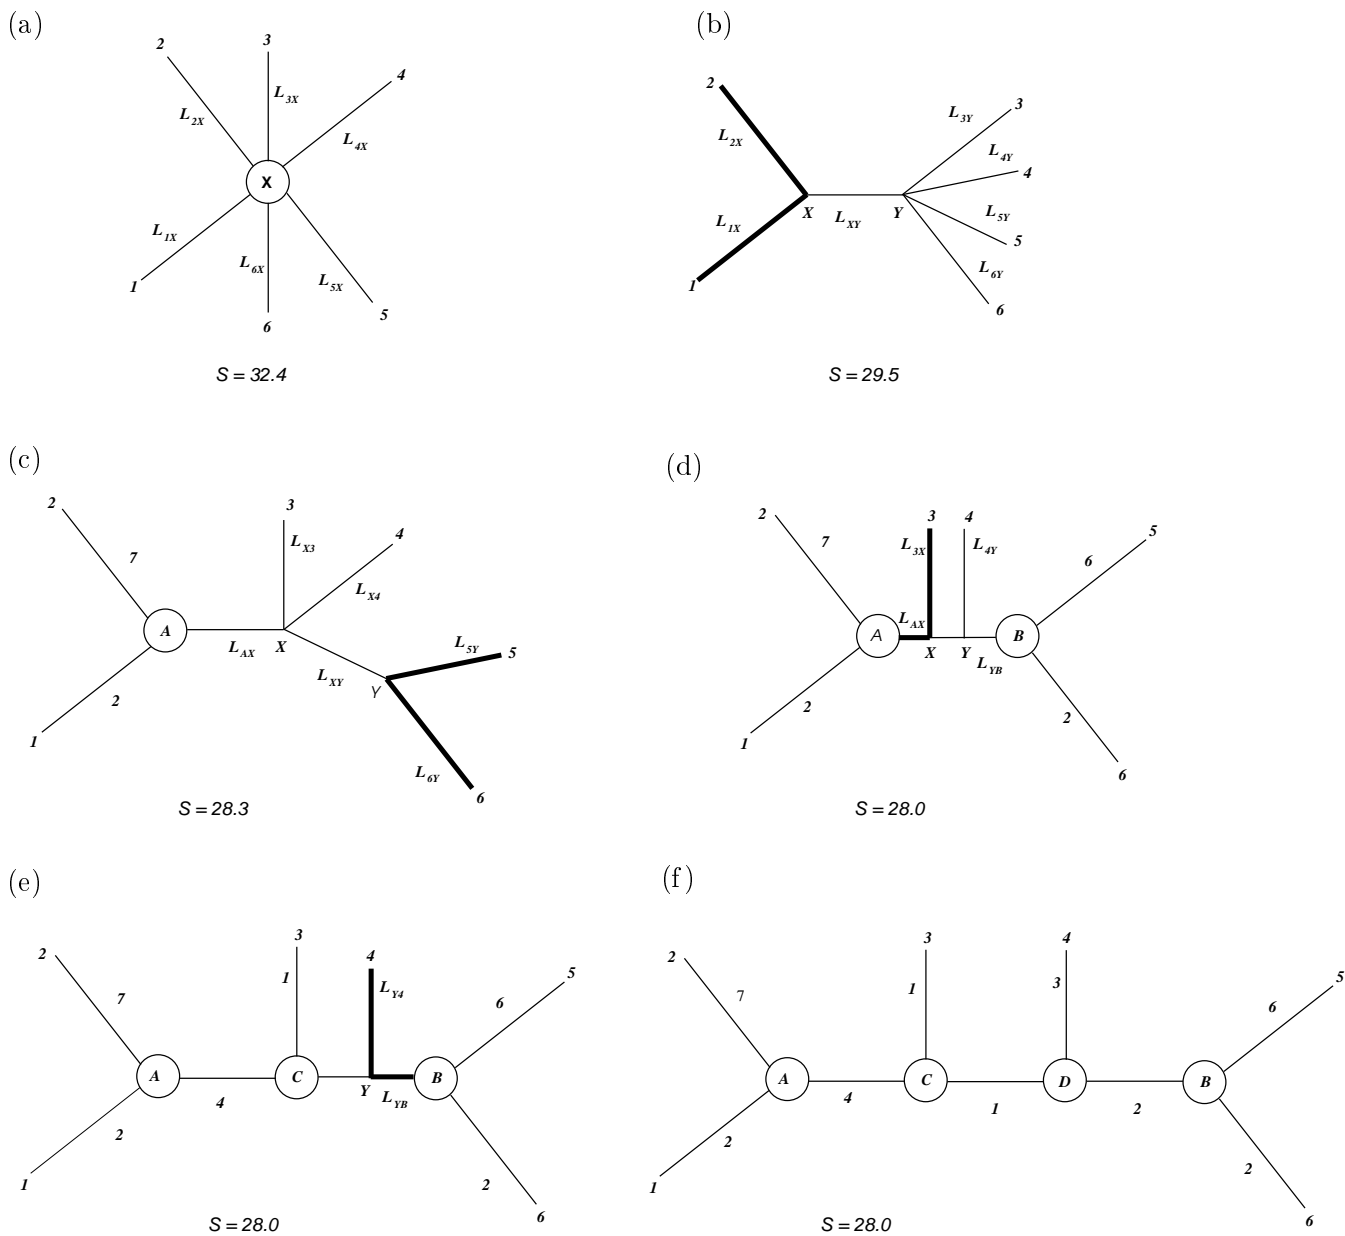 (a)
2
3
4
L2X
L3X
L4X
X
L1X
L6X
L5X
1
6
5
S = 32.4
(b)
2
3
L2X
L3Y
L4Y
4
L1X
X
LXY
Y
L5Y
5
L6Y
1
6
S = 29.5
(c)
2
3
4
7
LX3
LX4
A
LAX
X
LXY
L5Y
5
Y
2
1
L6Y
6
S = 28.3
(d)
2
3
4
5
7
L3X
L4Y
6
LAX
A
B
X
Y
LYB
2
2
1
6
S = 28.0
(e)
2
3
4
5
7
1
LY4
6
A
C
B
4
Y
LYB
2
2
1
6
S = 28.0
(f)
2
3
4
5
7
1
3
6
A
C
D
B
4
1
2
2
2
1
6
S = 28.0